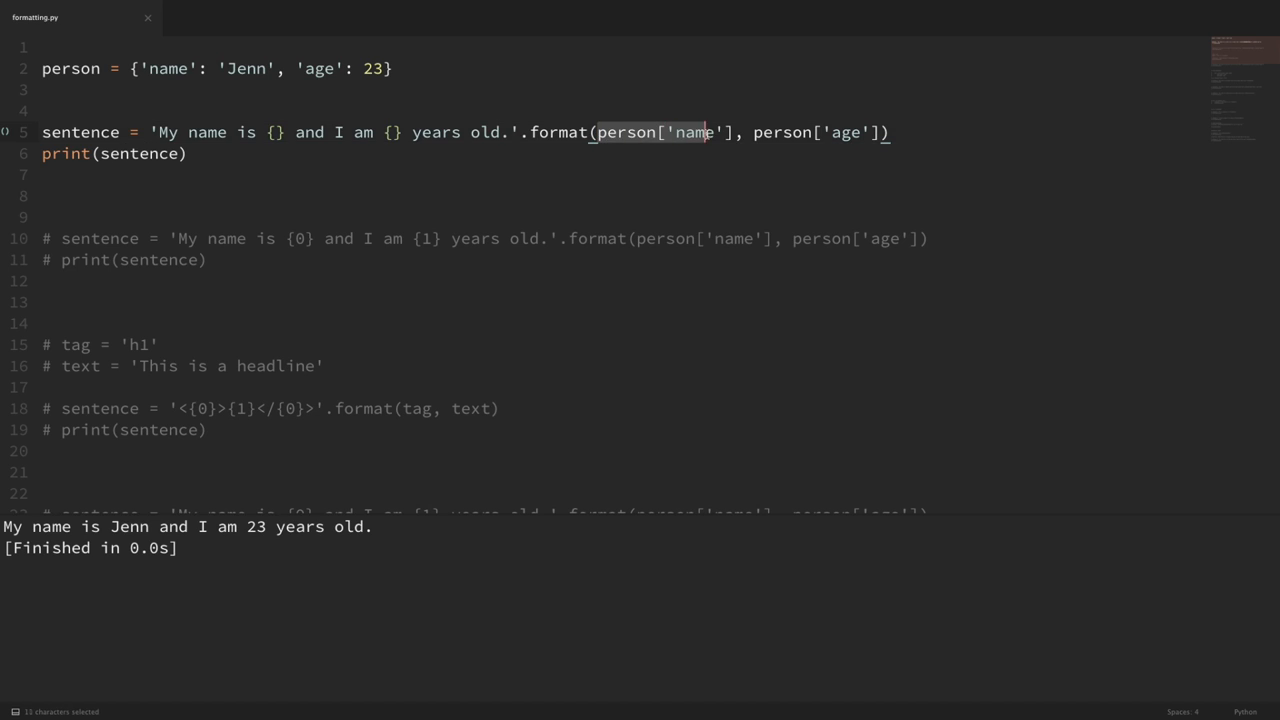 formatting.py
1
2 person = {'name': 'Jenn', 'age': 23}
3
4
5 sentence = 'My name is {} and I am {} years old.'.format(person['name'], person['age'])
6 print(sentence)
7
8
9
10 # sentence = 'My name is {0} and I am {1} years old.'.format(person['name'], person['age'])
11 # print(sentence)
12
13
14
15 # tag = 'h1'
16 # text = 'This is a headline'
17
18 # sentence = '<{0}>{1}</{0}>'.format(tag, text)
19 # print(sentence)
20
21
22
My name is Jenn and I am 23 years old.
[Finished in 0.0s]
11 characters selected
Spaces: 4
Python